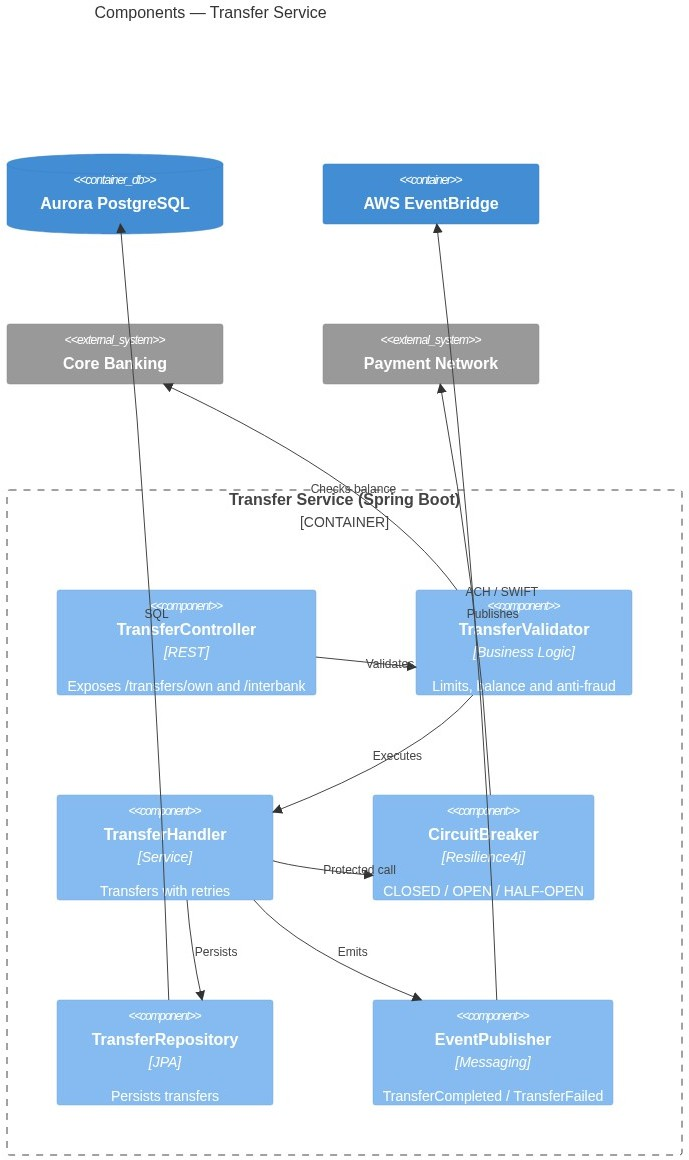 Components — Transfer Service
<<container_db>>
Aurora PostgreSQL
<<container>>
AWS EventBridge
<<external_system>>
Core Banking
<<external_system>>
Payment Network
Checks balance
Transfer Service (Spring Boot)
[CONTAINER]
ACH / SWIFT
SQL
Publishes
<<component>>
TransferController
[REST]
Exposes /transfers/own and /interbank
Validates
<<component>>
TransferValidator
[Business Logic]
Limits, balance and anti-fraud
Executes
<<component>>
TransferHandler
[Service]
Transfers with retries
Protected call
<<component>>
CircuitBreaker
[Resilience4j]
CLOSED / OPEN / HALF-OPEN
Persists
Emits
<<component>>
TransferRepository
[JPA]
Persists transfers
<<component>>
EventPublisher
[Messaging]
TransferCompleted / TransferFailed